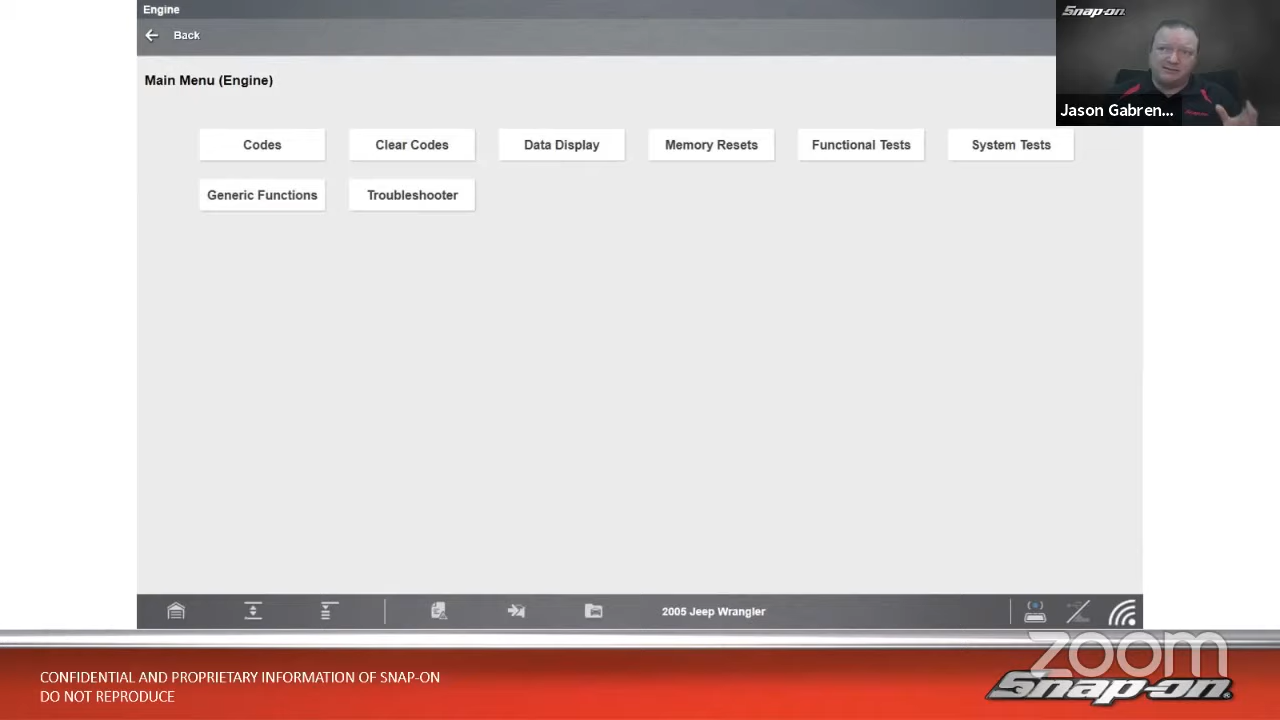 Engine
Back
Main Menu (Engine)
Codes
Clear Codes
Data Display
Memory Resets
Functional Tests
System Tests
Generic Functions
Troubleshooter
2005 Jeep Wrangler
Snap-on
Jason Gabren...
CONFIDENTIAL AND PROPRIETARY INFORMATION OF SNAP-ON
DO NOT REPRODUCE
zoom
Snap-on